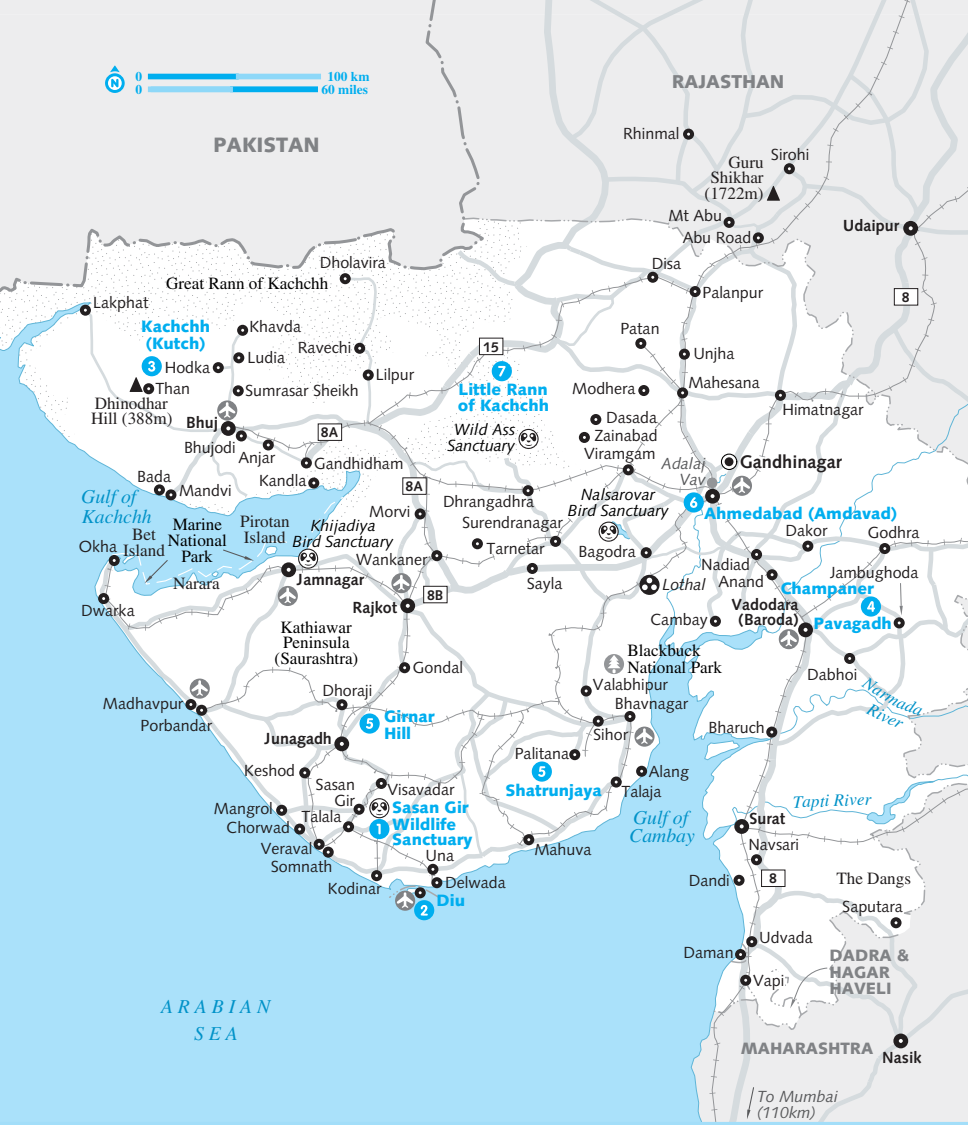 0 100 km
N
0 60 miles
RAJASTHAN
PAKISTAN
Rhinmal
Sirohi
Guru
Shikhar
(1722m)
Mt Abu
Udaipur
Abu Road
Disa
Dholavira
Great Rann of Kachchh
Palanpur
8
Lakphat
Kachchh
(Kutch)
Khavda
Patan
Ravechi
15
Unjha
3 Hodka
Ludia
7
Little Rann
of Kachchh
Lilpur
Than
Sumrasar Sheikh
Modhera
Mahesana
Dhinodhar
Hill (388m)
Himatnagar
Bhuj
Dasada
8A
Wild Ass
Sanctuary
Zainabad
Bhujodi
Viramgam
Anjar
Gandhidham
Adalaj
Vav
Gandhinagar
Bada
Kandla
8A
Mandvi
Gulf of
Kachchh
Dhrangadhra
Nalsarovar
Bird Sanctuary
6
Ahmedabad (Amdavad)
Morvi
Surendranagar
Marine
National
Park
Pirotan
Island
Khijadiya
Bird Sanctuary
Bet
Island
Okha
Tarnetar
Bagodra
Dakor
Godhra
Wankaner
Nadiad
Narara
Jamnagar
Sayla
Lothal
Anand
Jambughoda
Champaner
4
Pavagadh
Dwarka
Rajkot
8B
Vadodara
(Baroda)
Cambay
Kathiawar
Peninsula
(Saurashtra)
Blackbuck
National Park
Gondal
Dabhoi
Valabhipur
Narmada
River
Madhavpur
Dhoraji
Bhavnagar
Porbandar
5 Girnar
Hill
Sihor
Bharuch
Junagadh
Palitana
5
Shatrunjaya
Keshod
Alang
Sasan
Gir
Visavadar
Talaja
Mangrol
Talala
Sasan Gir
Wildlife
Sanctuary
1
Tapti River
Chorwad
Gulf of
Cambay
Surat
Veraval
Mahuva
Navsari
Somnath
Una
Kodinar
Delwada
Dandi
8
The Dangs
2 Diu
Saputara
Udvada
Daman
DADRA &
HAGAR
HAVELI
Vapi
ARABIAN
SEA
MAHARASHTRA
Nasik
To Mumbai
(110km)